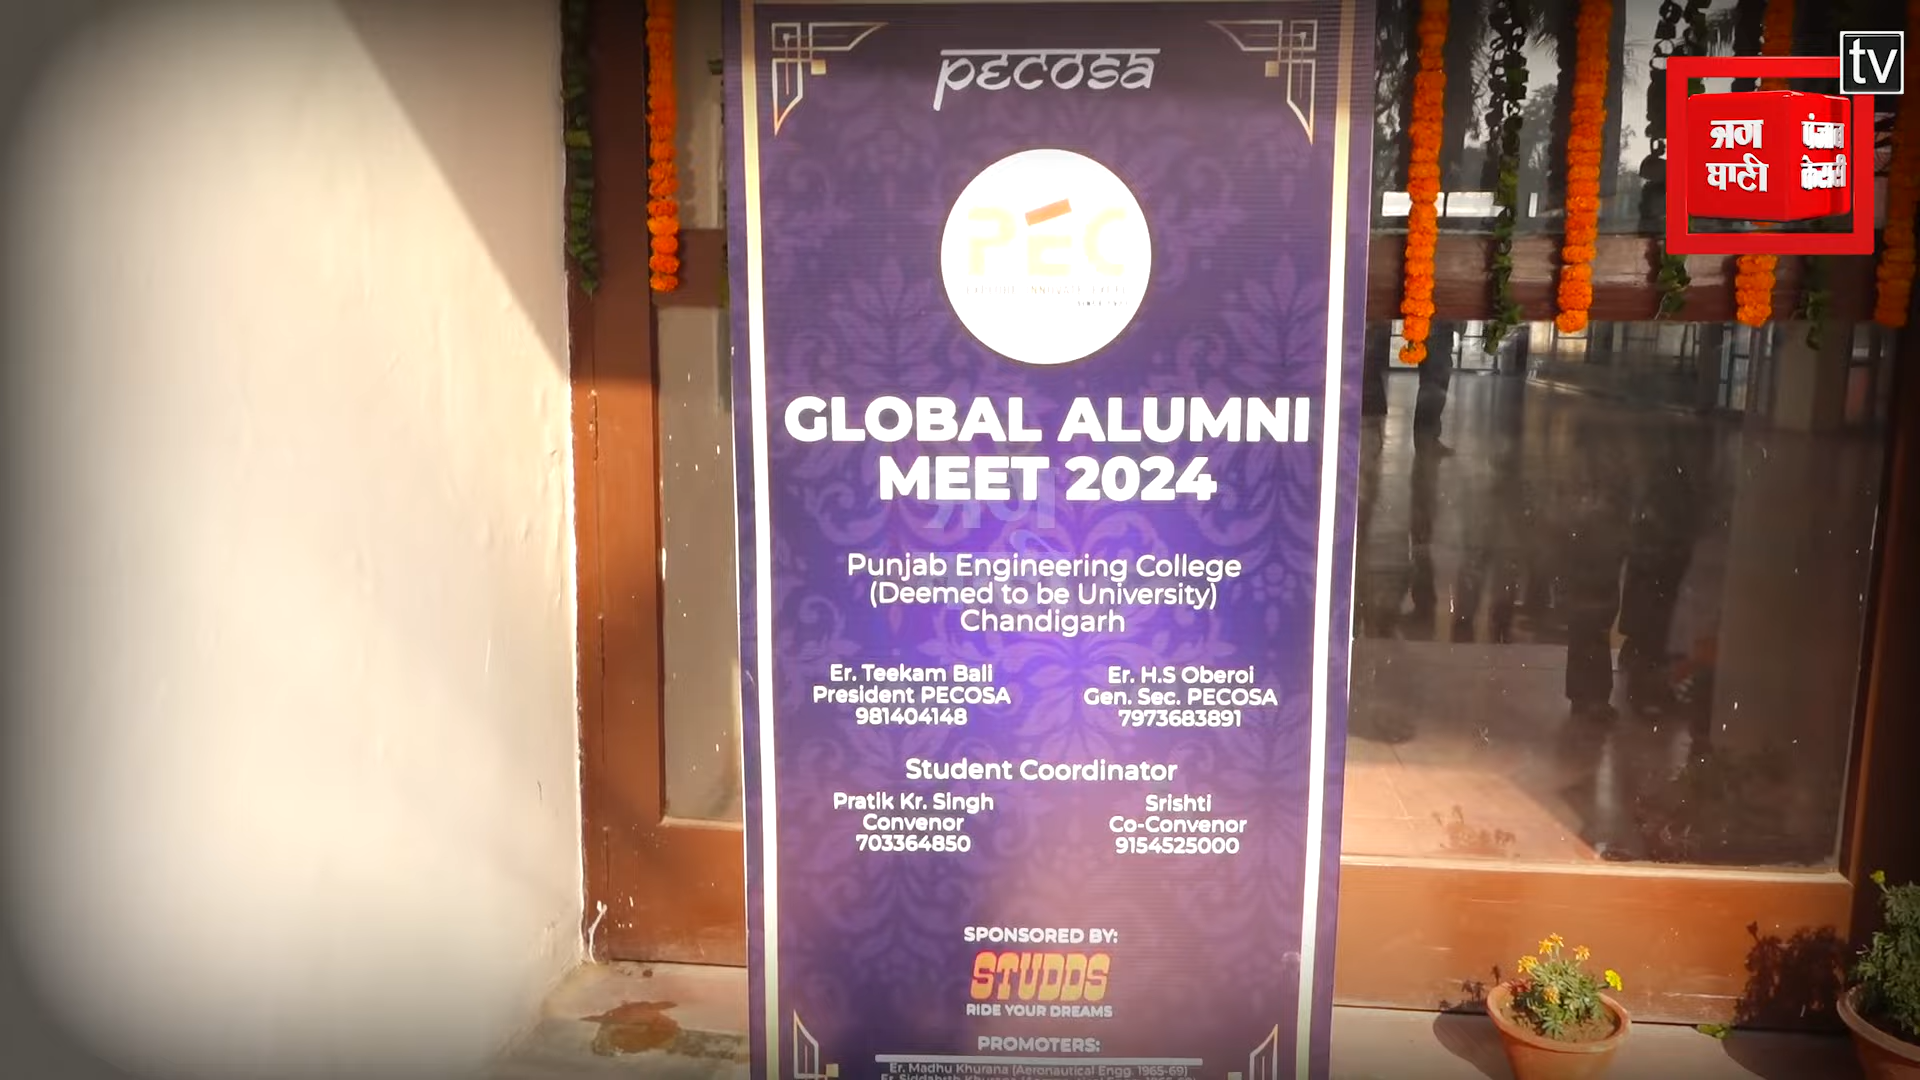 pecosa
tv
ਜਗ
ਬਾਣੀ
पंजाब
केसरी
PEC
GLOBAL ALUMNI
MEET 2024
Punjab Engineering College
(Deemed to be University)
Chandigarh
Er. Teekam Bali
President PECOSA
981404148
Er. H.S Oberoi
Gen. Sec. PECOSA
7973683891
Student Coordinator
Pratik Kr. Singh
Convenor
703364850
Srishti
Co-Convenor
9154525000
SPONSORED BY:
STUDDS
RIDE YOUR DREAMS
PROMOTERS:
Er. Madhu Khurana (Aeronautical Engg. 1965-69)